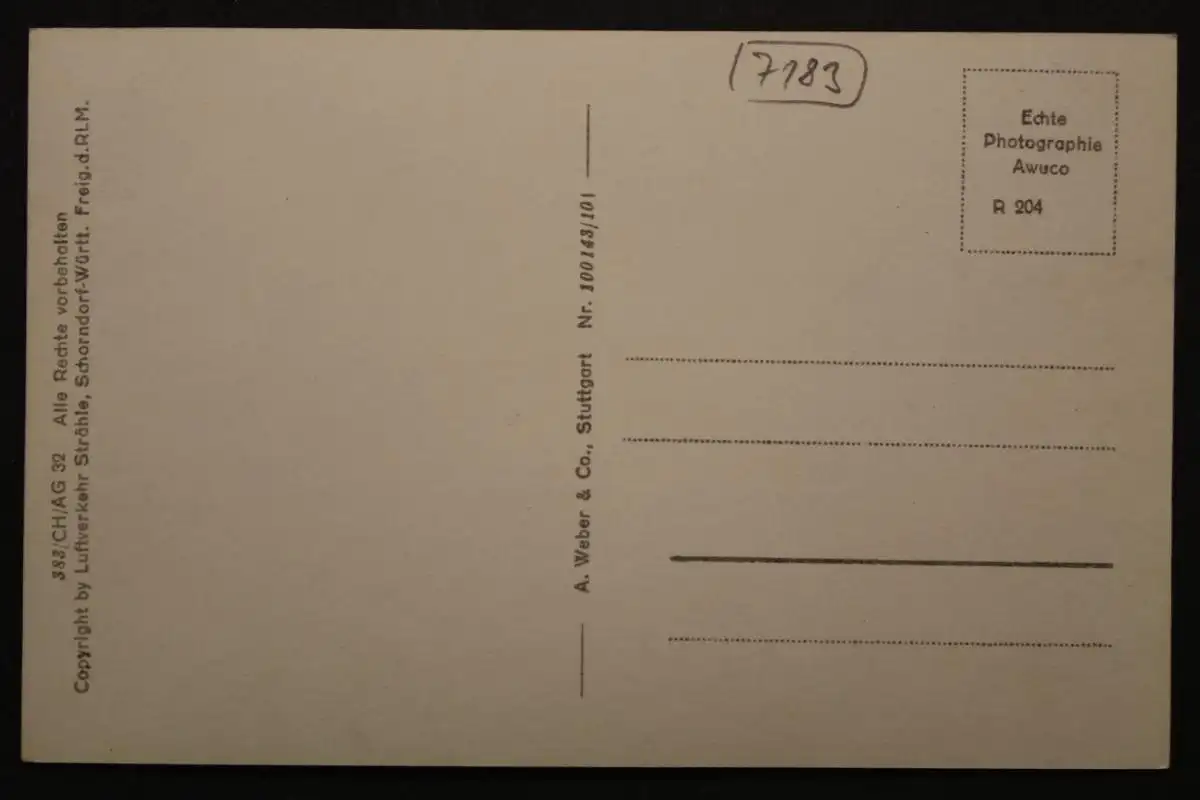 383/CH/AG 32 Alle Rechte vorbehalten
Copyright by Luftverkehr Strähle, Schorndorf-Württ. Freig.d.RLM.
A. Weber & Co., Stuttgart Nr. 100143/101
7183
Echte
Photographie
Awuco
R 204